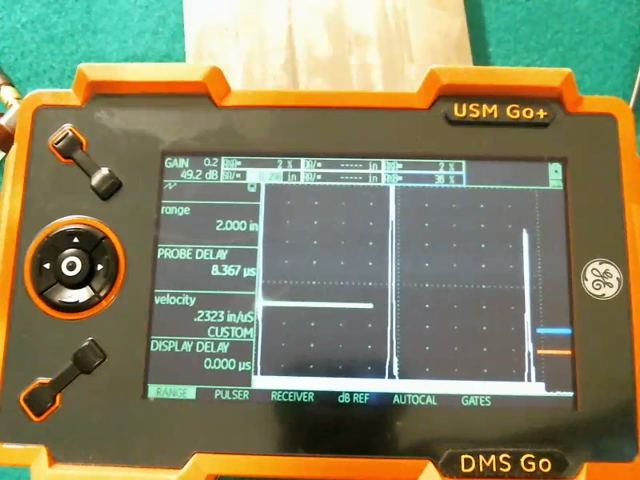 USM Go+
GAIN 0.2
49.2 dB
2 %
----- in
2 %
in
----- in
36 %
range
2.000 in
PROBE DELAY
8.367 µs
velocity
.2323 in/uS
CUSTOM
DISPLAY DELAY
0.000 µs
RANGE PULSER RECEIVER dB REF AUTOCAL GATES
GE
DMS Go